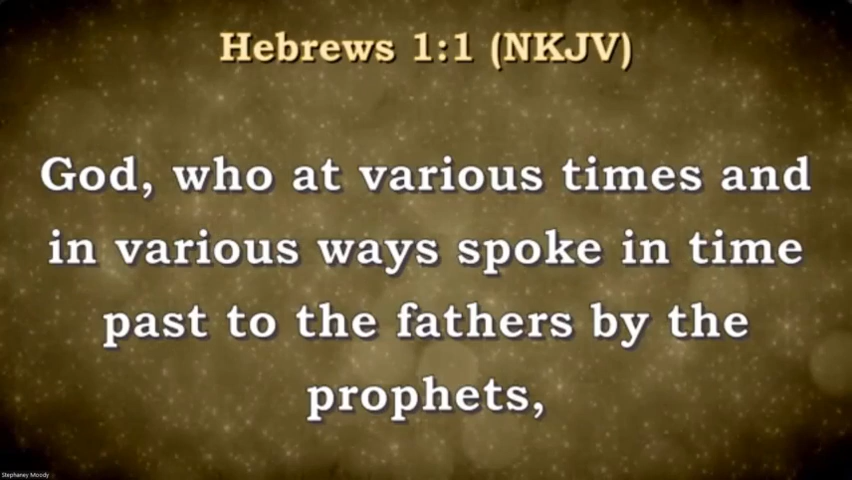 Hebrews 1:1 (NKJV)
God, who at various times and
in various ways spoke in time
past to the fathers by the
prophets,
Stephaney Moody